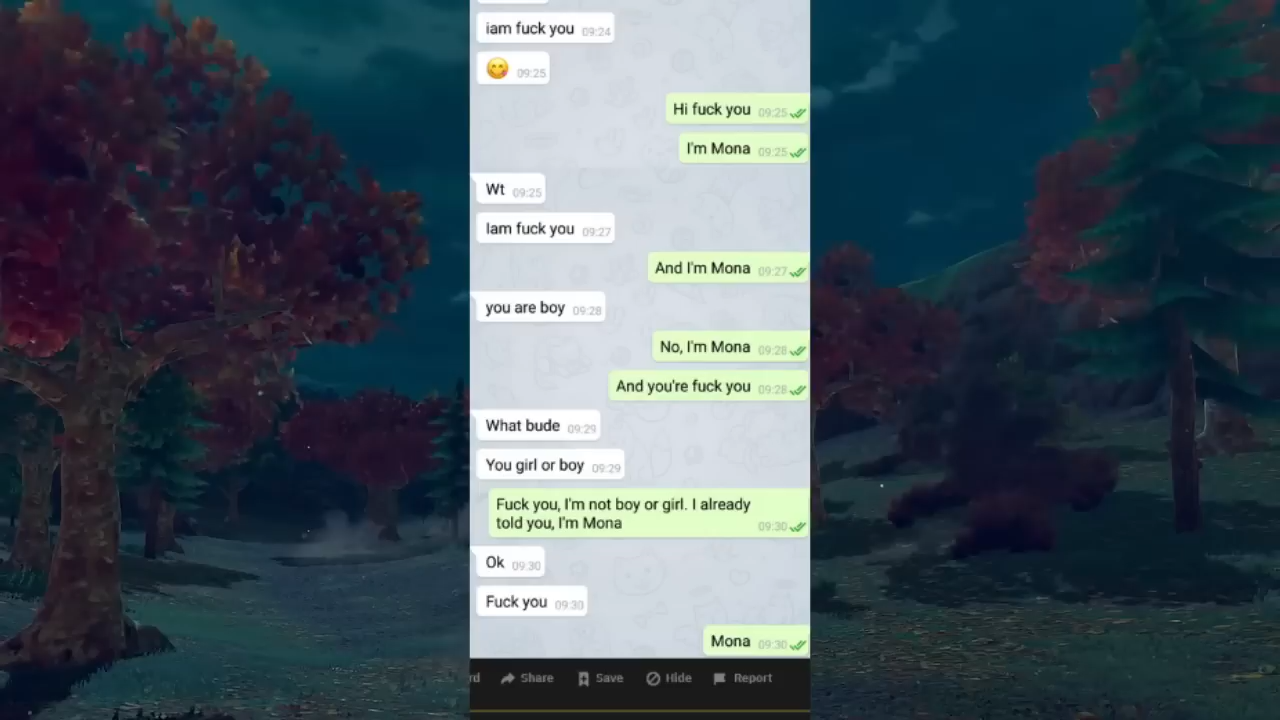 iam fuck you 09:24
😋 09:25
Hi fuck you 09:25
I'm Mona 09:25
Wt 09:25
Iam fuck you 09:27
And I'm Mona 09:27
you are boy 09:28
No, I'm Mona 09:28
And you're fuck you 09:28
What bude 09:29
You girl or boy 09:29
Fuck you, I'm not boy or girl. I already
told you, I'm Mona 09:30
Ok 09:30
Fuck you 09:30
Mona 09:30
rd Share Save Hide Report